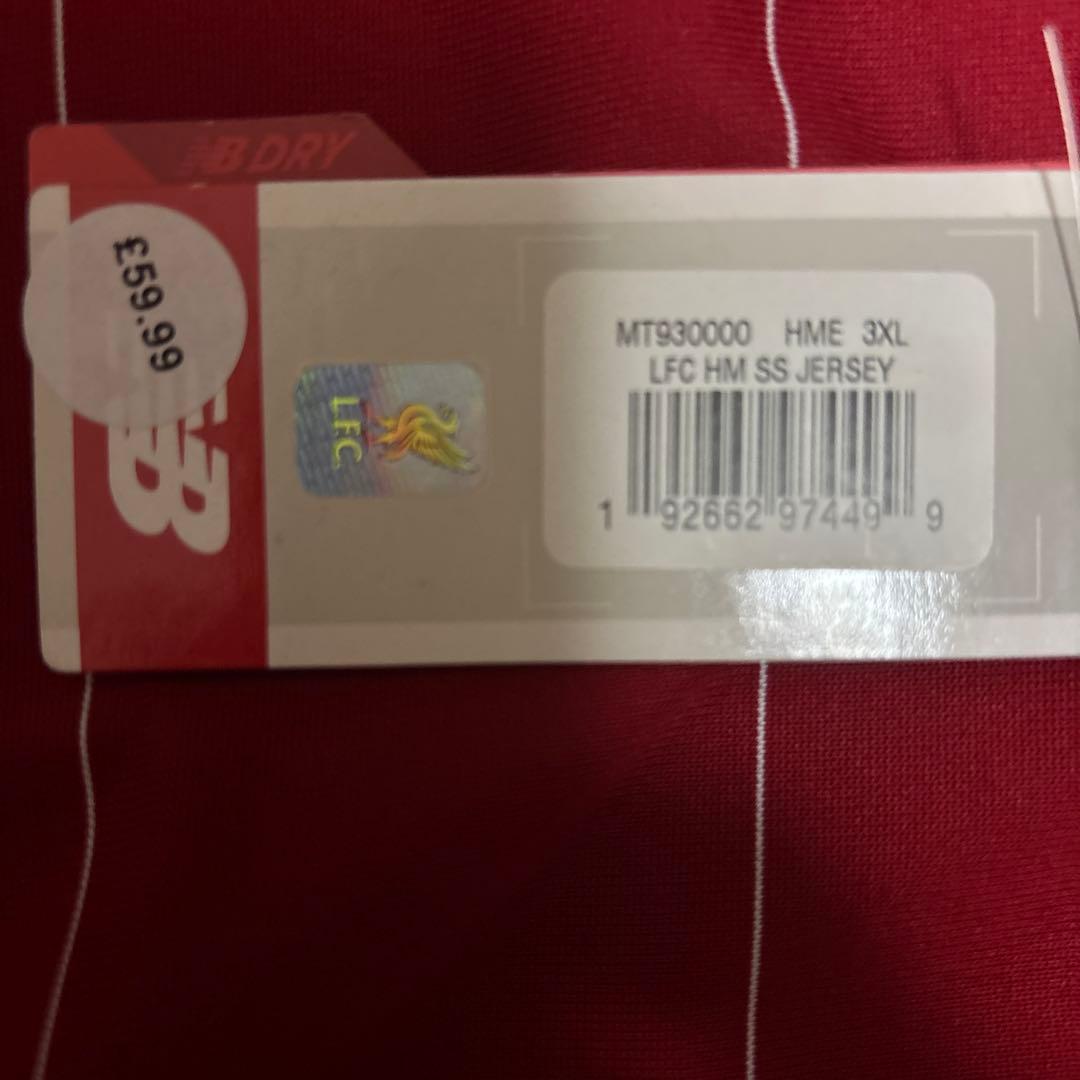 NB DRY
£59.99
LFC
MT930000 HME 3XL
LFC HM SS JERSEY
1 92662 97449 9